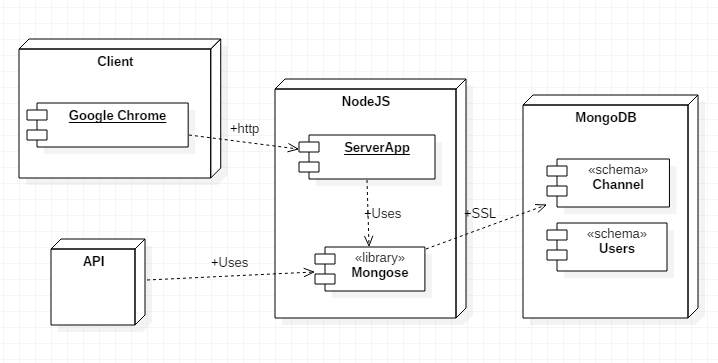 Client
Google Chrome
+http
NodeJS
ServerApp
+Uses
«library»
Mongose
API
+Uses
+SSL
MongoDB
«schema»
Channel
«schema»
Users